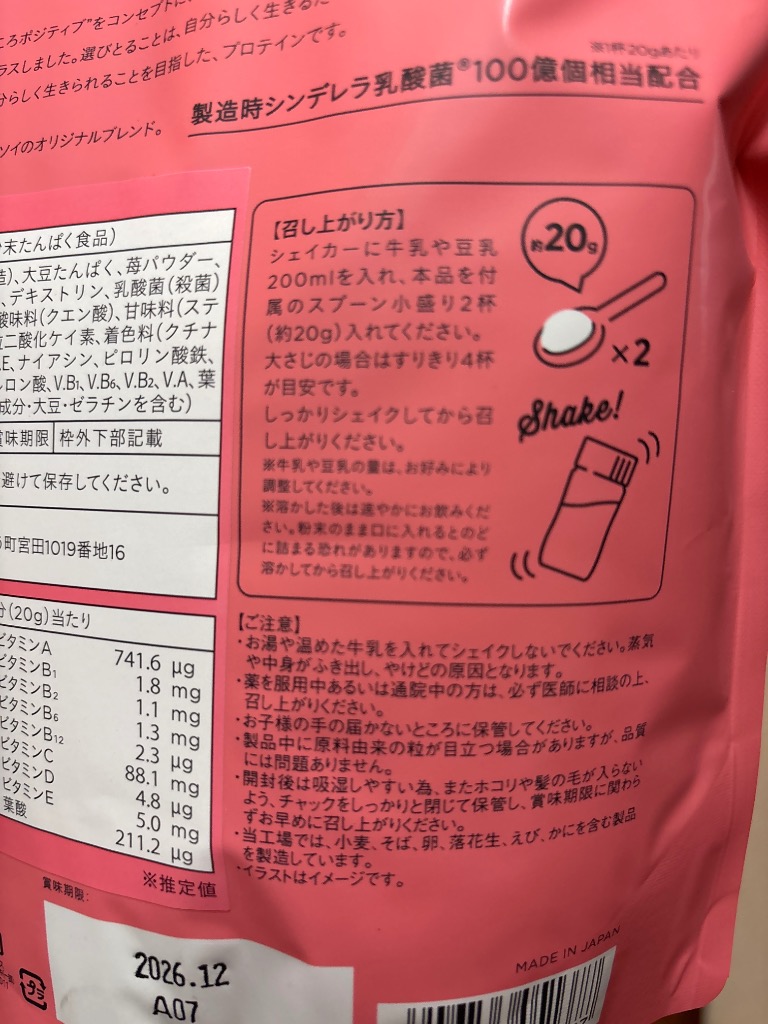 ころポジティブ"をコンセプトに
ラスしました。選びとることは、自分らしく生きるた
分らしく生きられることを目指した、プロテインです。
ソイのオリジナルブレンド。
※1杯20gあたり
製造時シンデレラ乳酸菌®100億個相当配合
末たんぱく食品)
造)、大豆たんぱく、苺パウダー、
、デキストリン、乳酸菌(殺菌)
酸味料(クエン酸)、甘味料(ステ
粒二酸化ケイ素、着色料(クチナ
.E、ナイアシン、ピロリン酸鉄、
ロン酸、V.B₁、V.B₆、V.B₂、V.A、葉
成分・大豆・ゼラチンを含む)
賞味期限 枠外下部記載
避けて保存してください。
町宮田1019番地16
分(20g)当たり
ビタミンA 741.6 μg
ビタミンB₁ 1.8 mg
ビタミンB₂ 1.1 mg
ビタミンB₆ 1.3 mg
ビタミンB₁₂ 2.3 μg
ビタミンC 88.1 mg
ビタミンD 4.8 μg
ビタミンE 5.0 mg
葉酸 211.2 μg
※推定値
【召し上がり方】
シェイカーに牛乳や豆乳
200mlを入れ、本品を付
属のスプーン小盛り2杯
(約20g)入れてください。
大さじの場合はすりきり4杯
が目安です。
しっかりシェイクしてから召
し上がりください。
※牛乳や豆乳の量は、お好みにより
調整してください。
※溶かした後は速やかにお飲みくだ
さい。粉末のまま口に入れるとのど
に詰まる恐れがありますので、必ず
溶かしてから召し上がりください。
約20g
×2
Shake!
【ご注意】
・お湯や温めた牛乳を入れてシェイクしないでください。蒸気
や中身がふき出し、やけどの原因となります。
・薬を服用中あるいは通院中の方は、必ず医師に相談の上、
召し上がりください。
・お子様の手の届かないところに保管してください。
・製品中に原料由来の粒が目立つ場合がありますが、品質
には問題ありません。
・開封後は吸湿しやすい為、またホコリや髪の毛が入らない
よう、チャックをしっかりと閉じて保管し、賞味期限に関わら
ずお早めに召し上がりください。
・当工場では、小麦、そば、卵、落花生、えび、かにを含む製品
を製造しています。
・イラストはイメージです。
賞味期限:
2026.12
A07
プラ
MADE IN JAPAN